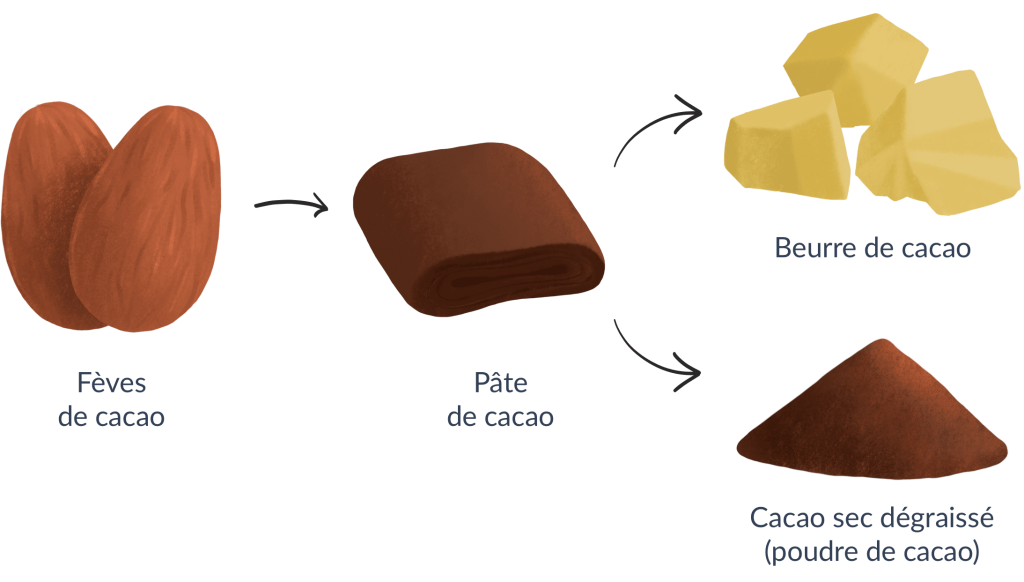 Fèves
de cacao
Pâte
de cacao
Beurre de cacao
Cacao sec dégraissé
(poudre de cacao)